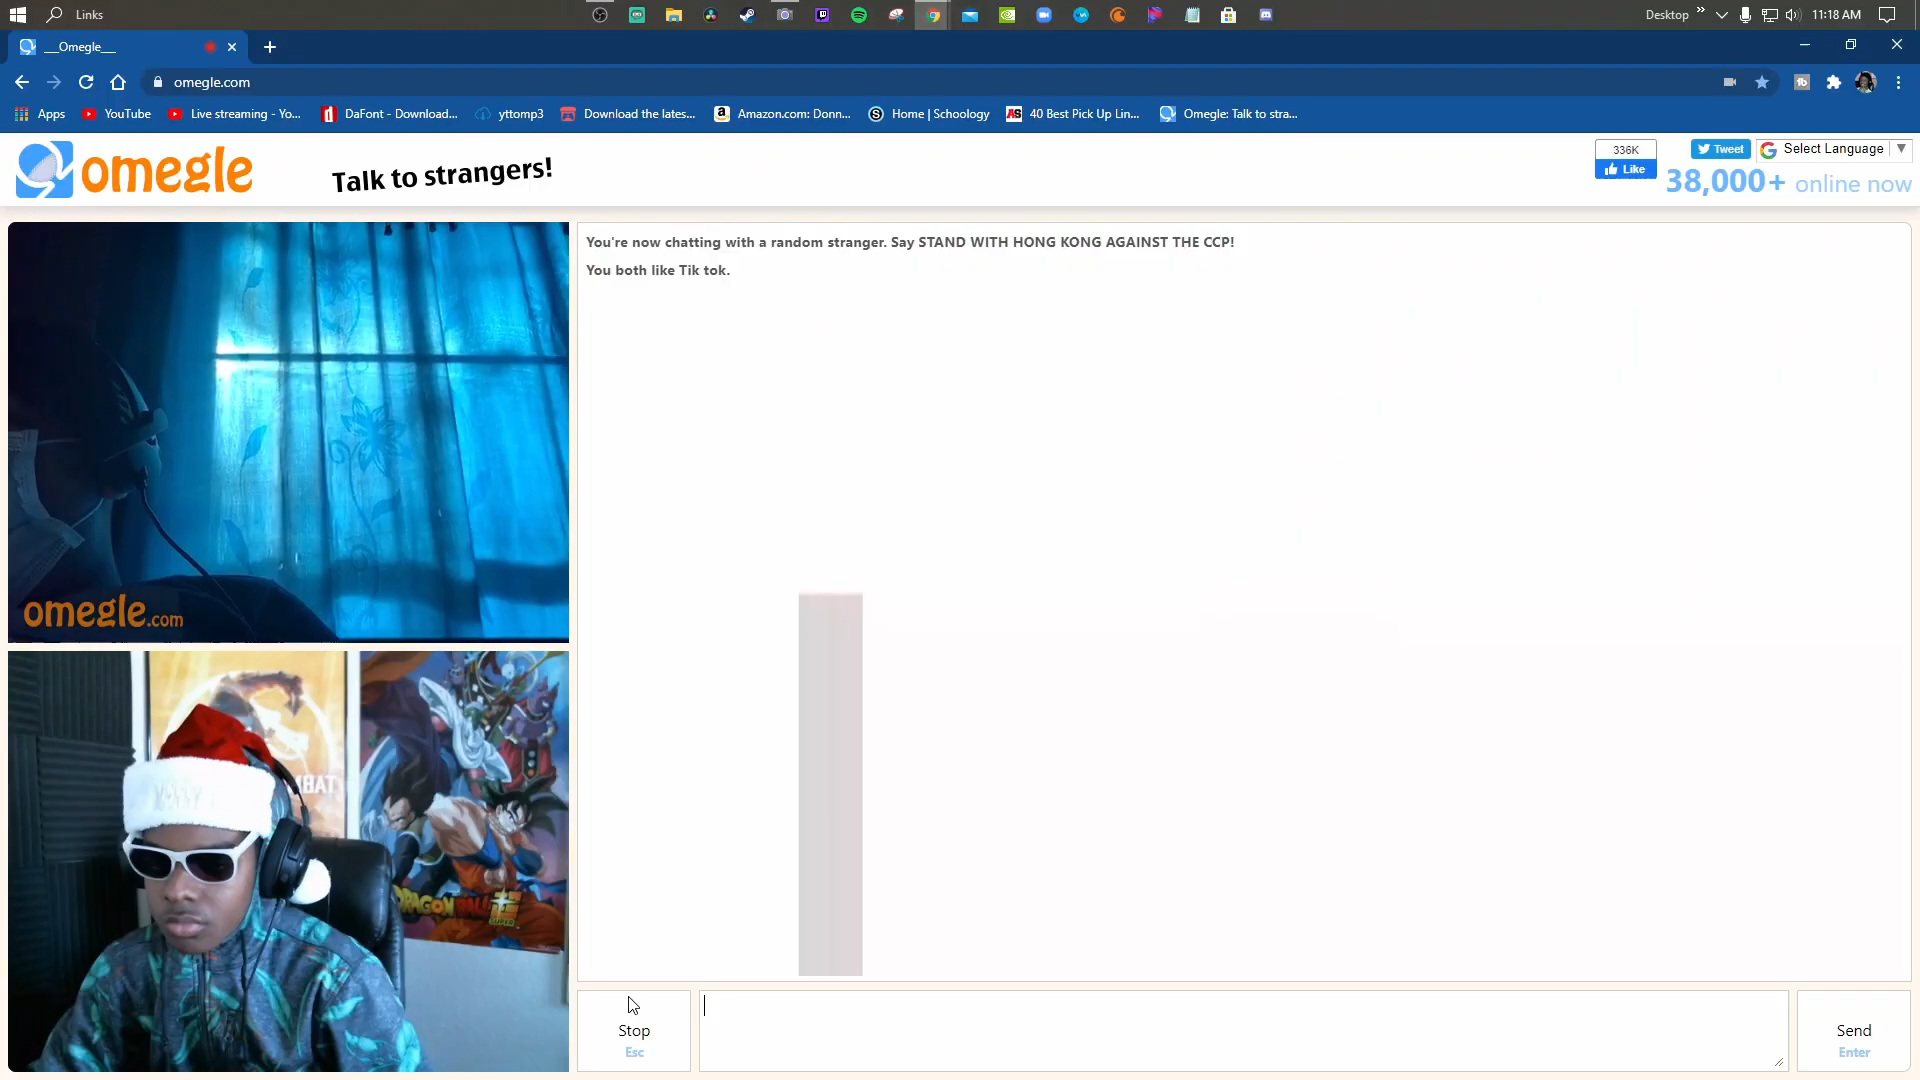 Links
Desktop
11:18 AM
__Omegle__
omegle.com
Apps
YouTube
Live streaming - Yo...
DaFont - Download...
yttomp3
Download the lates...
Amazon.com: Donn...
Home | Schoology
40 Best Pick Up Lin...
Omegle: Talk to stra...
omegle
Talk to strangers!
336K
Like
Tweet
Select Language
38,000+ online now
You're now chatting with a random stranger. Say STAND WITH HONG KONG AGAINST THE CCP!
You both like Tik tok.
omegle.com
DRAGON BALL
SUPER
Stop
Esc
Send
Enter